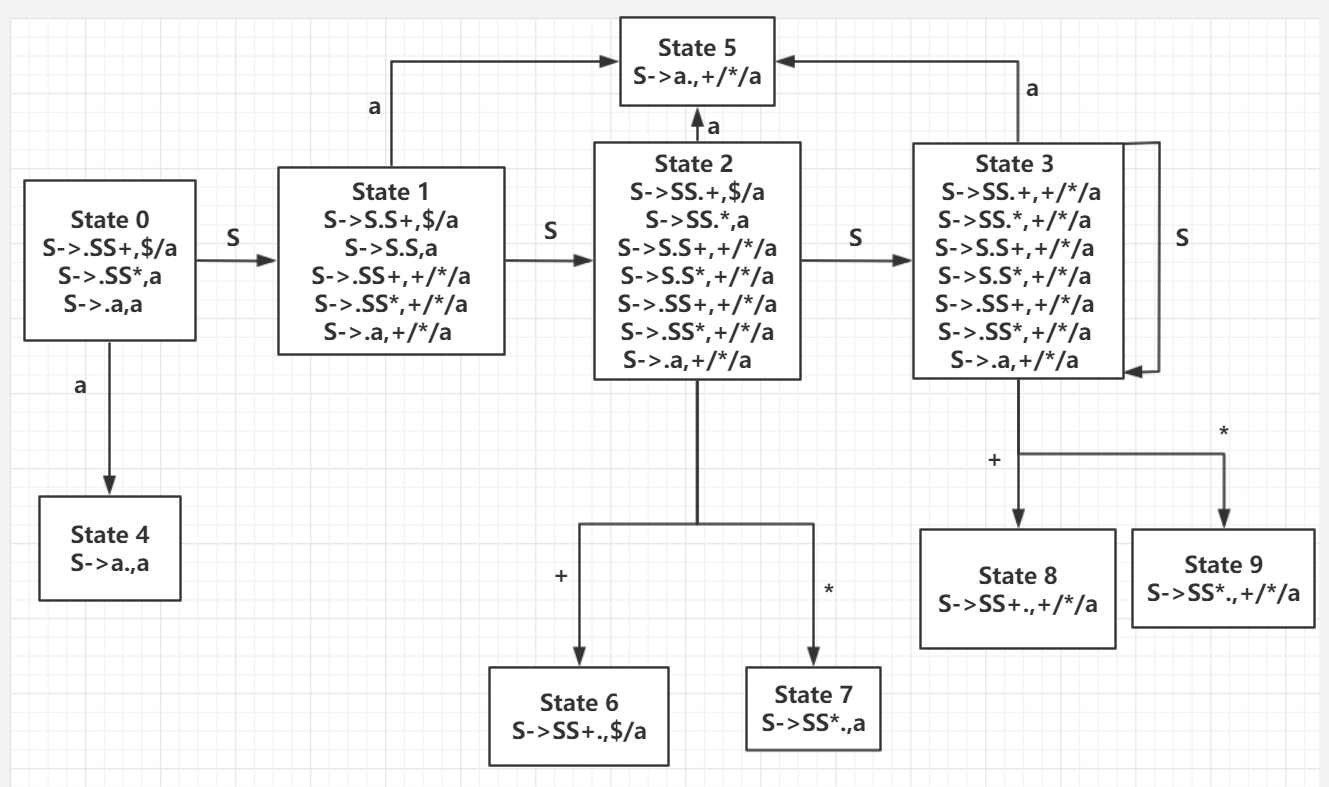 State 5
S->a.,+/*/a
a
a
a
State 0
S->.SS+,$/a
S->.SS*,a
S->.a,a
S
State 1
S->S.S+,$/a
S->S.S,a
S->.SS+,+/*/a
S->.SS*,+/*/a
S->.a,+/*/a
S
State 2
S->SS.+,$/a
S->SS.*,a
S->S.S+,+/*/a
S->S.S*,+/*/a
S->.SS+,+/*/a
S->.SS*,+/*/a
S->.a,+/*/a
S
State 3
S->SS.+,+/*/a
S->SS.*,+/*/a
S->S.S+,+/*/a
S->S.S*,+/*/a
S->.SS+,+/*/a
S->.SS*,+/*/a
S->.a,+/*/a
S
a
State 4
S->a.,a
+
*
+
*
State 6
S->SS+.,$/a
State 7
S->SS*.,a
State 8
S->SS+.,+/*/a
State 9
S->SS*.,+/*/a